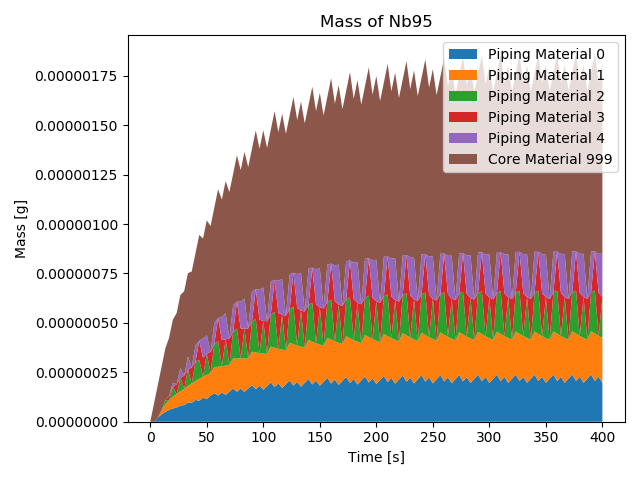 Mass of Nb95
Mass [g]
0.00000175
0.00000150
0.00000125
0.00000100
0.00000075
0.00000050
0.00000025
0.00000000
Piping Material 0
Piping Material 1
Piping Material 2
Piping Material 3
Piping Material 4
Core Material 999
0 50 100 150 200 250 300 350 400
Time [s]